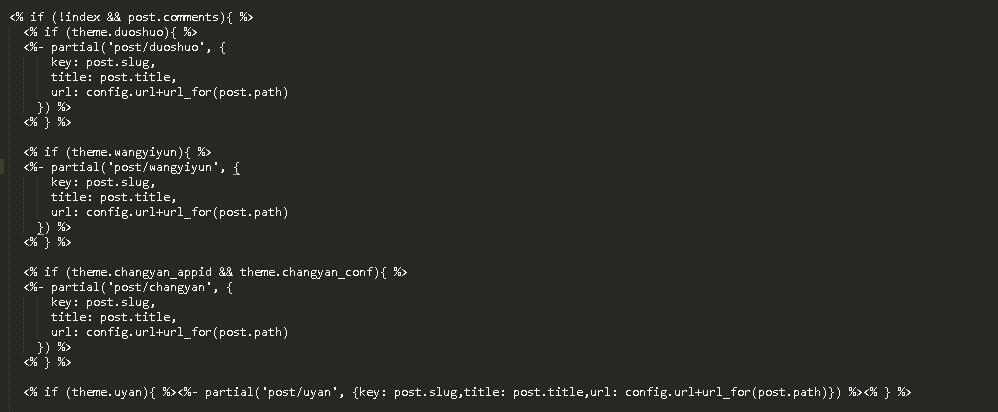 <% if (!index && post.comments){ %>
<% if (theme.duoshuo){ %>
<%- partial('post/duoshuo', {
key: post.slug,
title: post.title,
url: config.url+url_for(post.path)
}) %>
<% } %>
<% if (theme.wangyiyun){ %>
<%- partial('post/wangyiyun', {
key: post.slug,
title: post.title,
url: config.url+url_for(post.path)
}) %>
<% } %>
<% if (theme.changyan_appid && theme.changyan_conf){ %>
<%- partial('post/changyan', {
key: post.slug,
title: post.title,
url: config.url+url_for(post.path)
}) %>
<% } %>
<% if (theme.uyan){ %><%- partial('post/uyan', {key: post.slug,title: post.title,url: config.url+url_for(post.path)}) %><% } %>